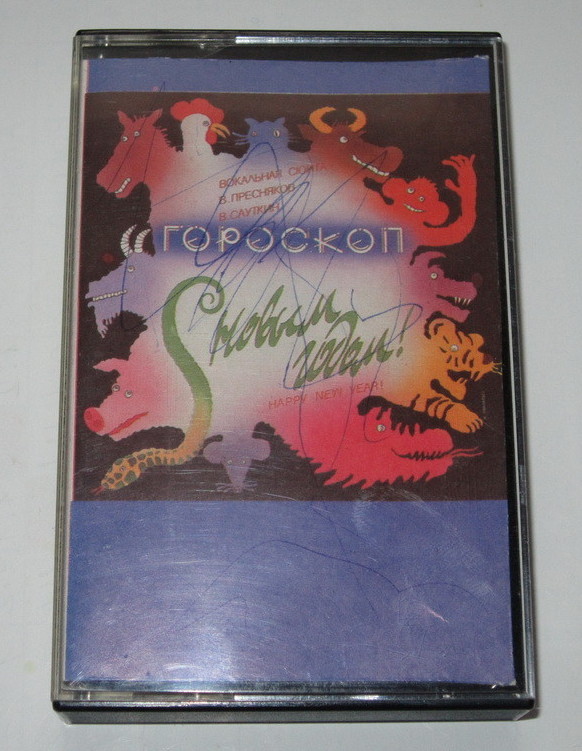 ВОКАЛЬНАЯ СЮИТА
В. ПРЕСНЯКОВ
В. САУТКИН
ГОРОСКОП
С новым
годом!
HAPPY NEW YEAR!